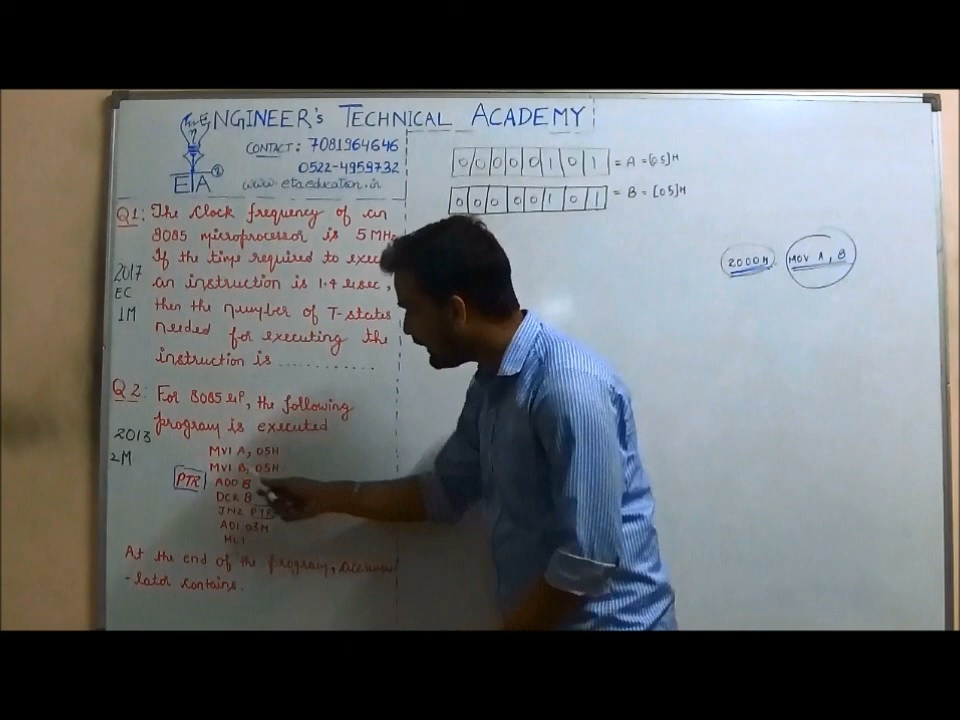 ENGINEER's TECHNICAL ACADEMY
CONTACT: 7081964646
0522-4959732
www.etaeducation.in
E A
Q1: The clock frequency of an
8085 microprocessor is 5 MHz
If the time required to exec
an instruction is 1.4 μsec,
then the number of T-states
needed for executing the
instruction is ............
2017
EC
1M
Q2: For 8085 μP, the following
program is executed
2013
2M
MVI A, 05H
MVI B, 05H
PTR ADD B
DCR B
JNZ PTR
ADI 03H
HLT
At the end of the program, accumu
-lator contains.
0 0 0 0 0 1 0 1 = A = [05]H
0 0 0 0 0 1 0 1 = B = [05]H
2000H MOV A, B